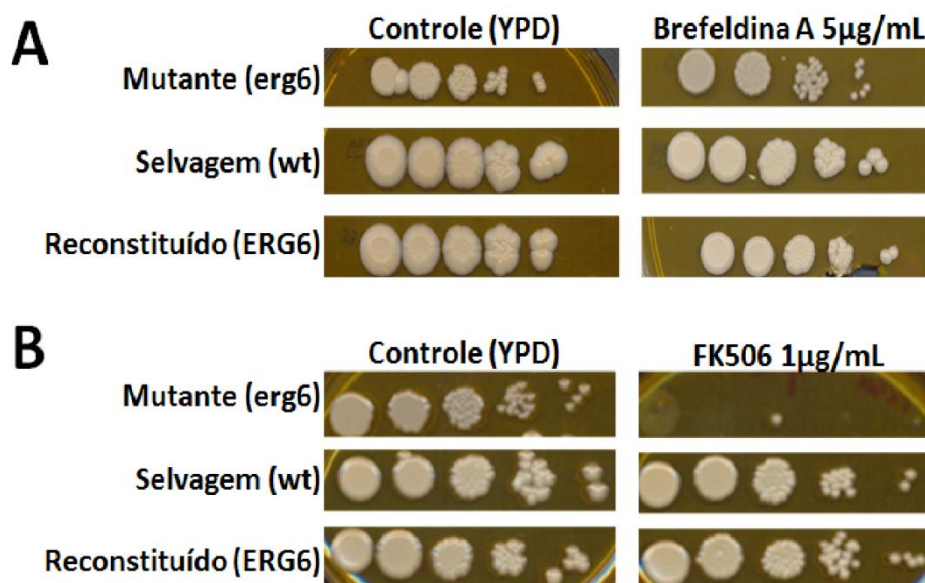 A
Controle (YPD)
Brefeldina A 5µg/mL
Mutante (erg6)
Selvagem (wt)
Reconstituído (ERG6)
B
Controle (YPD)
FK506 1µg/mL
Mutante (erg6)
Selvagem (wt)
Reconstituído (ERG6)